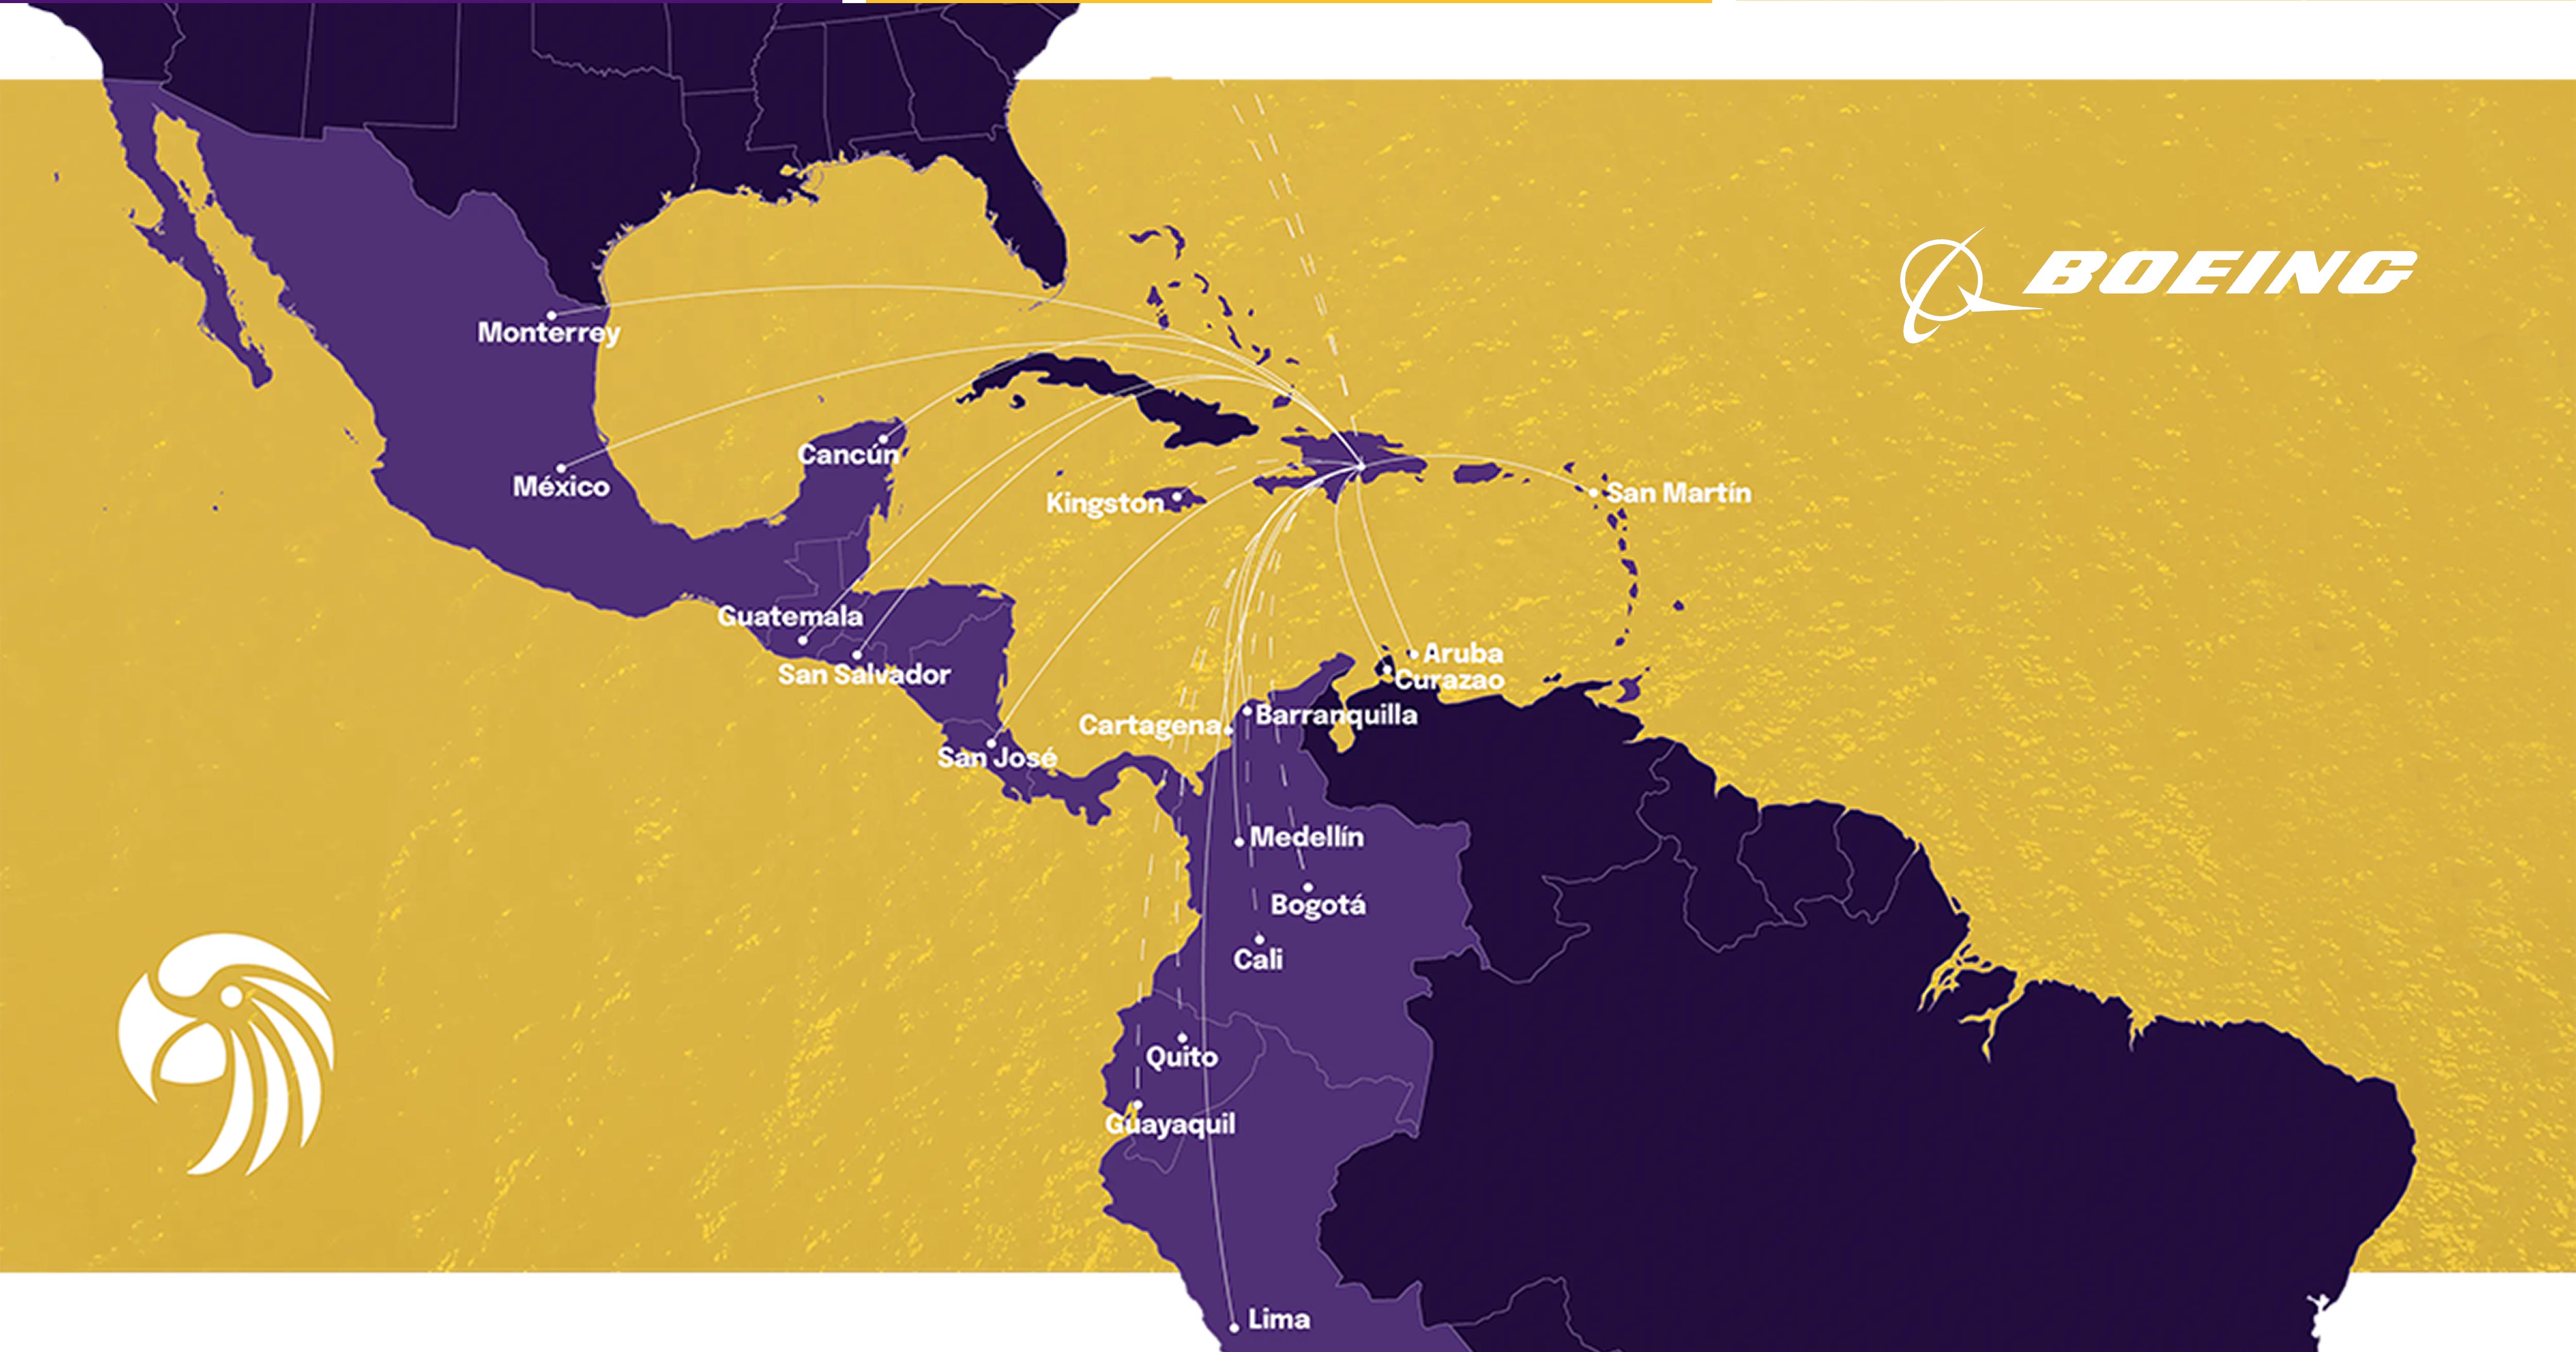 BOEING
Monterrey
Cancún
México
San Martín
Kingston
Guatemala
San Salvador
Aruba
Curazao
Barranquilla
Cartagena
San José
Medellín
Bogotá
Cali
Quito
Guayaquil
Lima